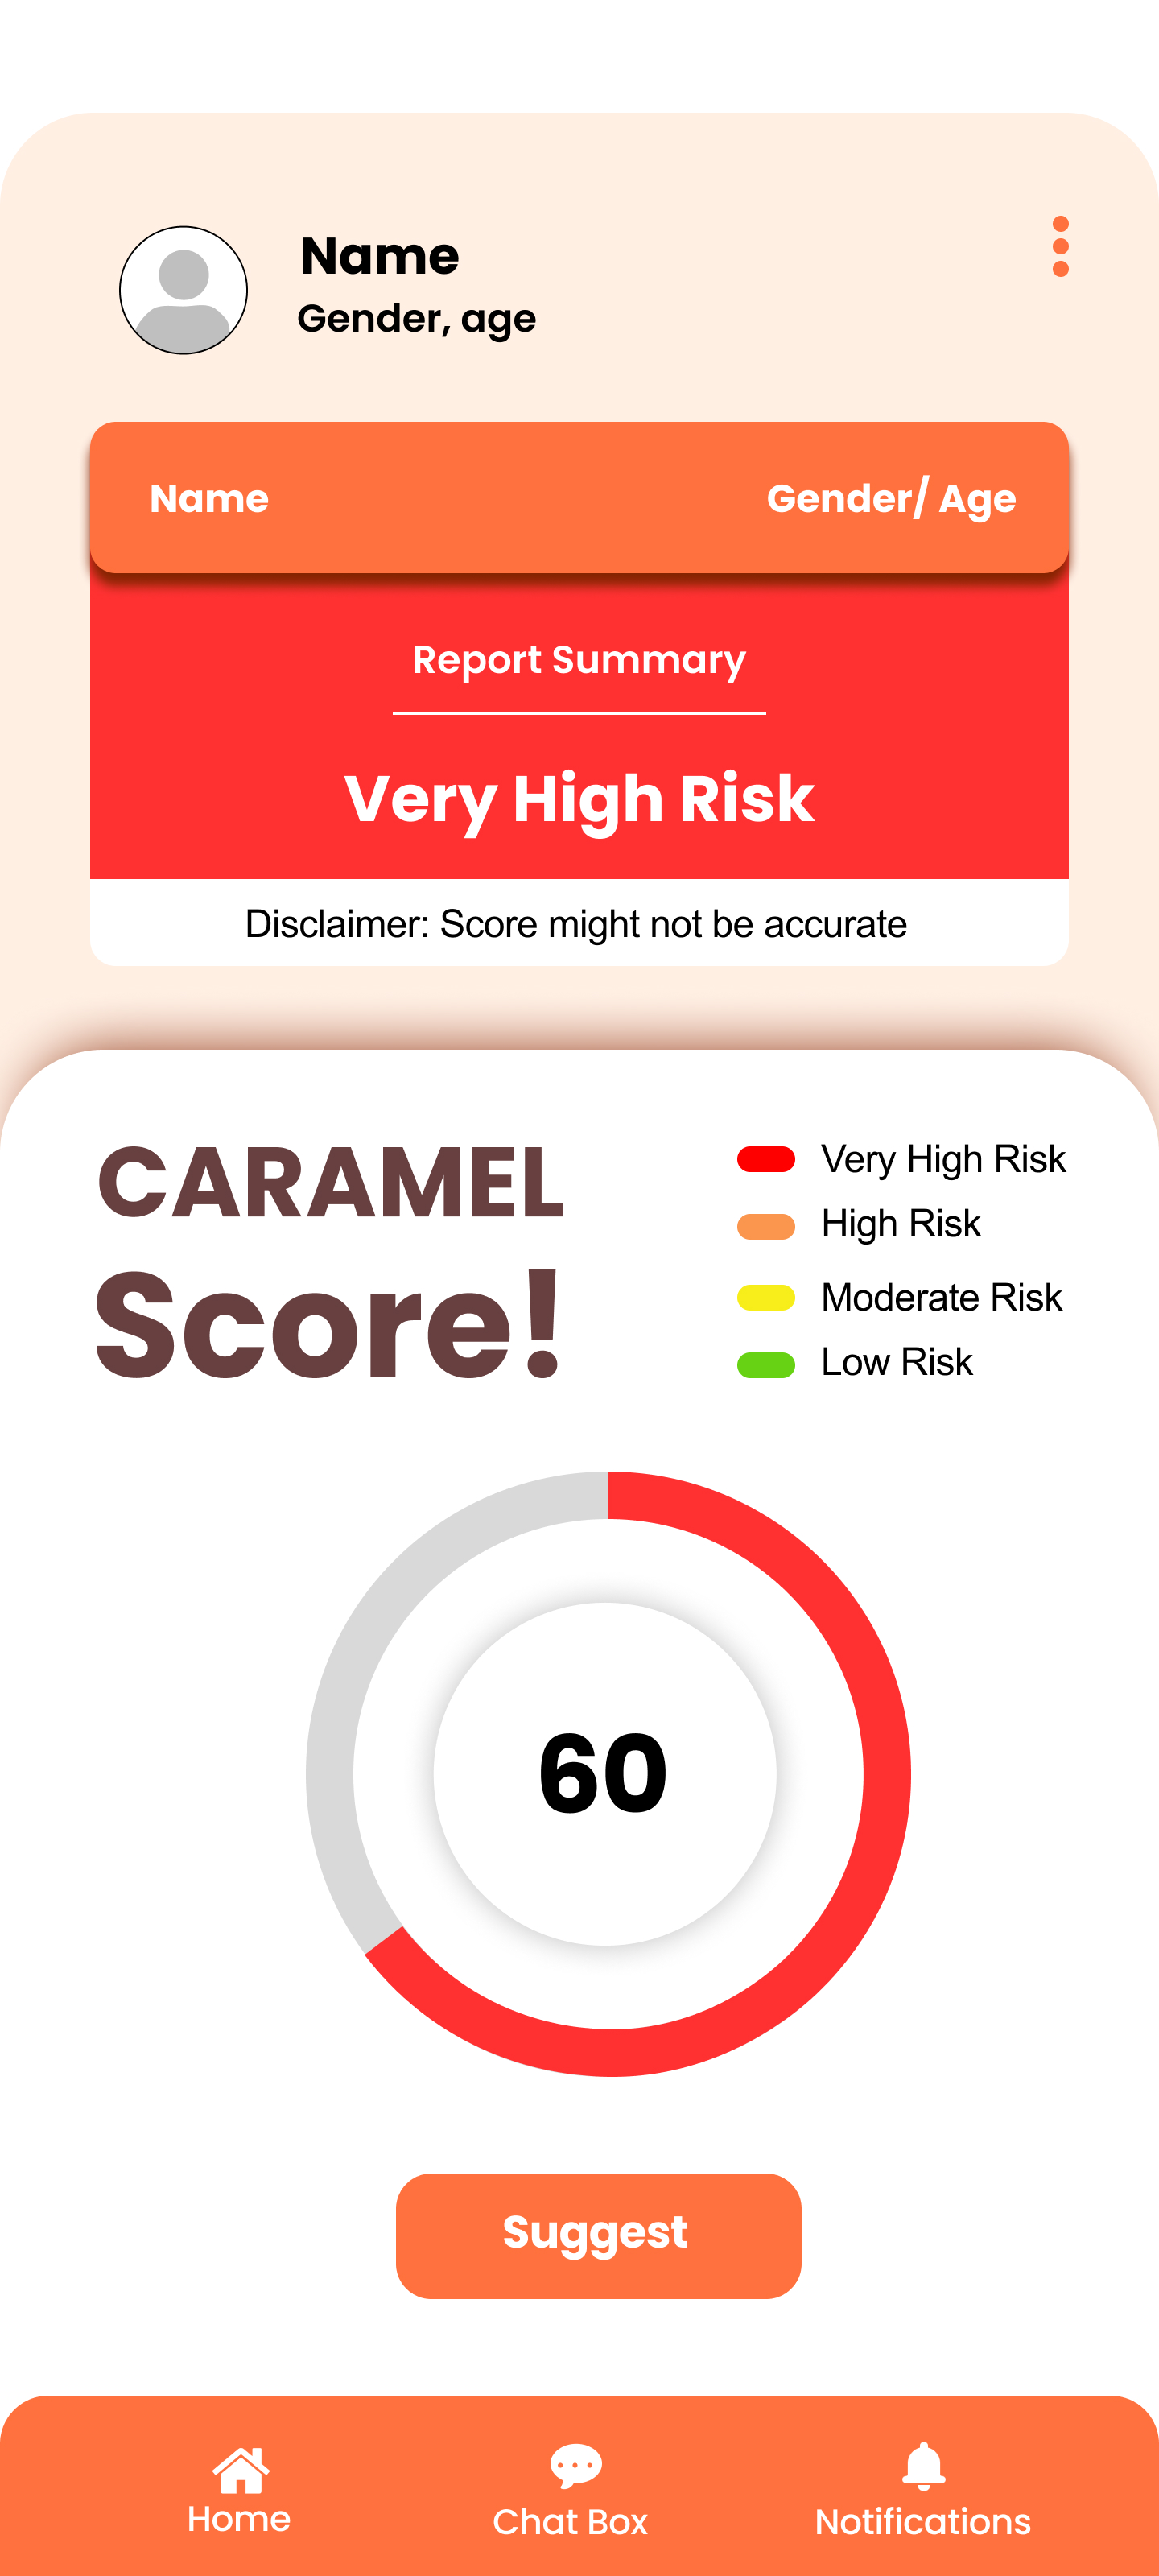 Name
Gender, age
Name
Gender/ Age
Report Summary
Very High Risk
Disclaimer: Score might not be accurate
CARAMEL
Score!
Very High Risk
High Risk
Moderate Risk
Low Risk
60
Suggest
Home
Chat Box
Notifications